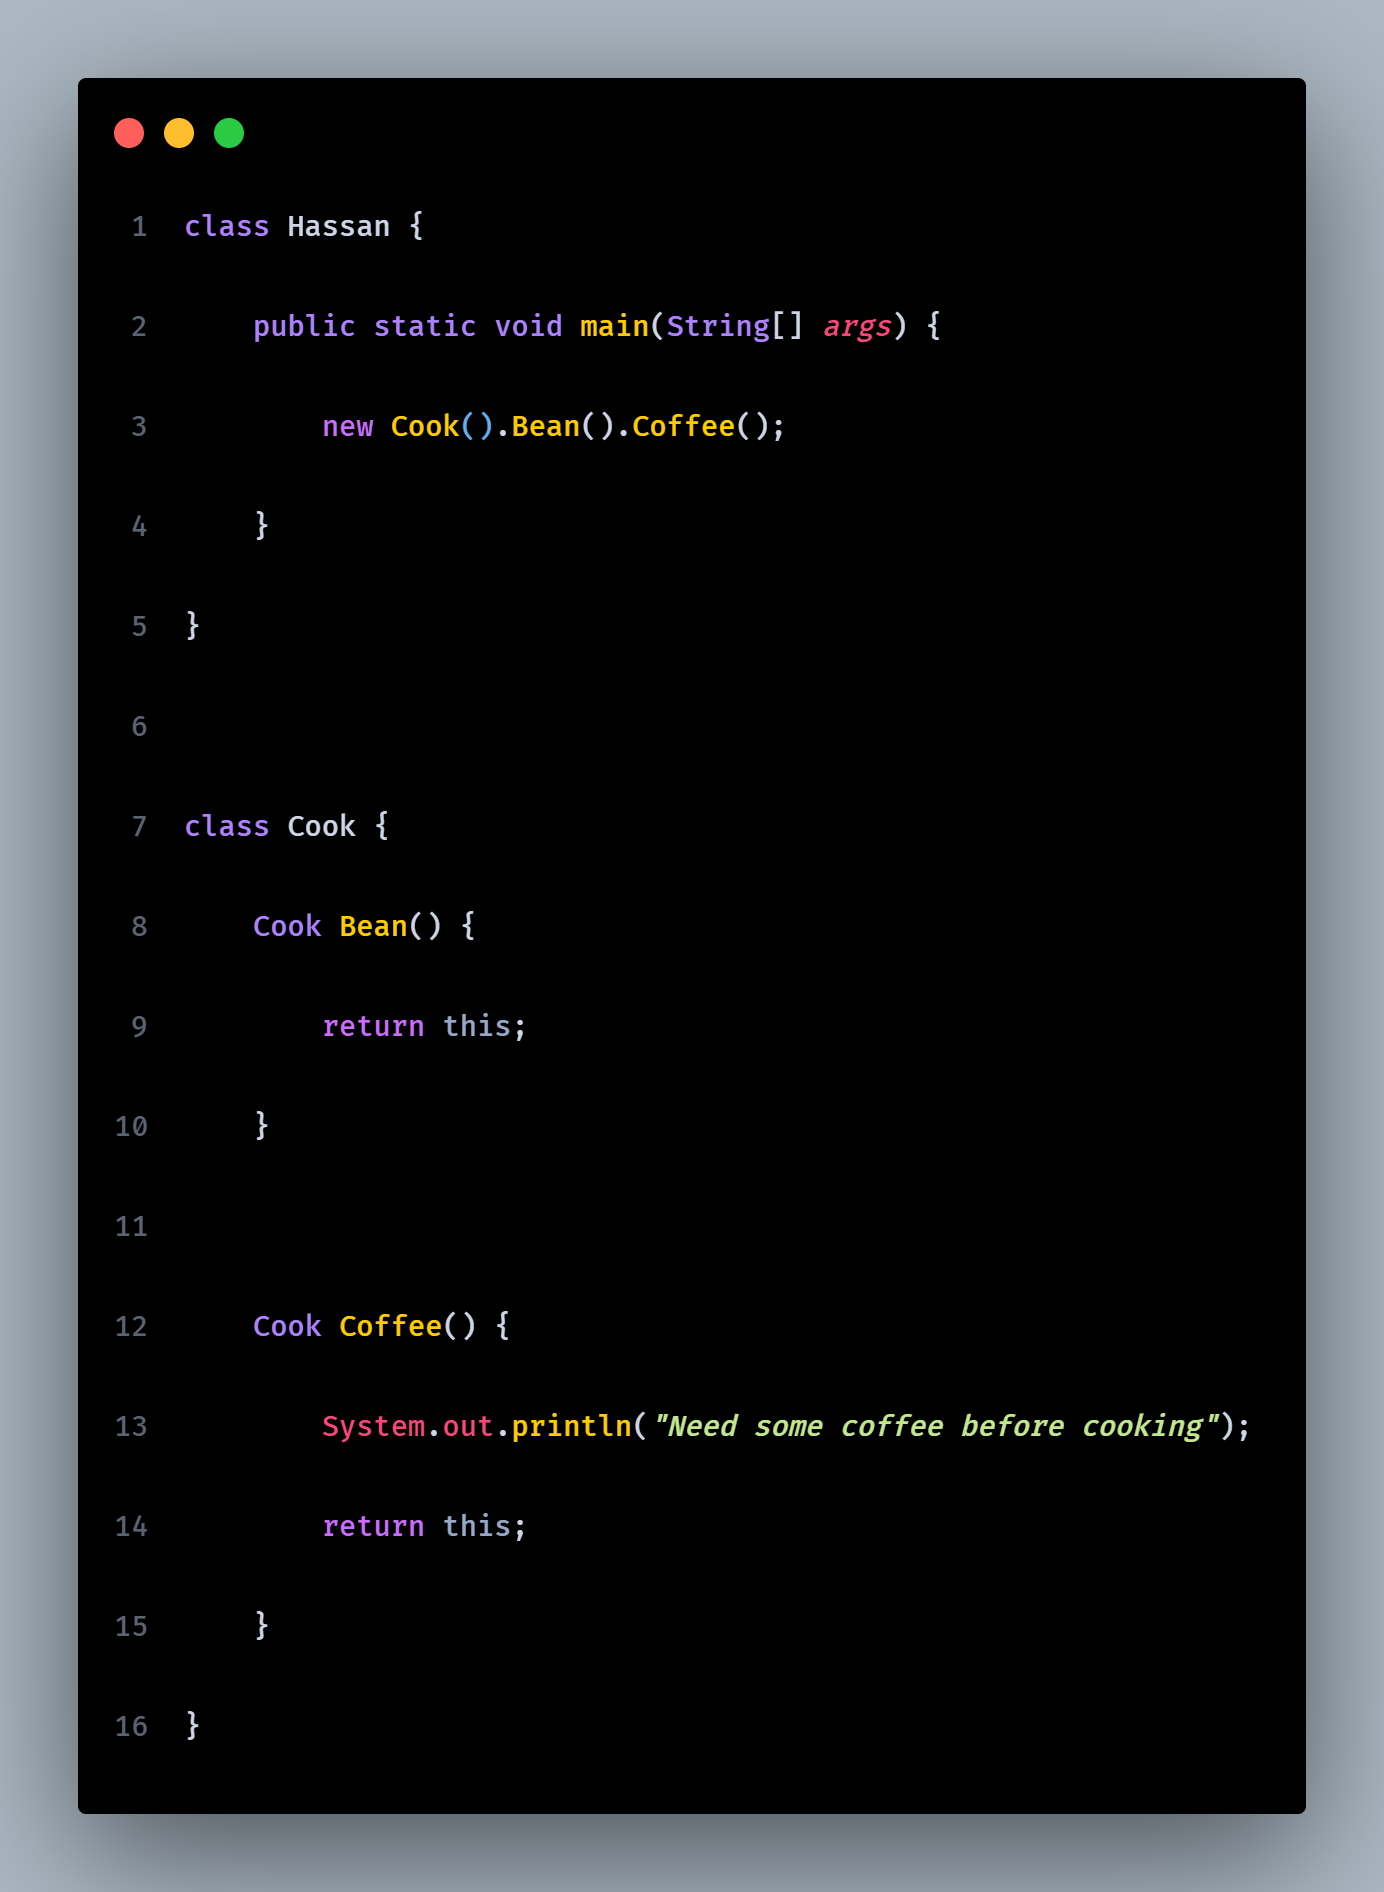 1 class Hassan {
2     public static void main(String[] args) {
3         new Cook().Bean().Coffee();
4     }
5 }
6
7 class Cook {
8     Cook Bean() {
9         return this;
10     }
11
12     Cook Coffee() {
13         System.out.println("Need some coffee before cooking");
14         return this;
15     }
16 }